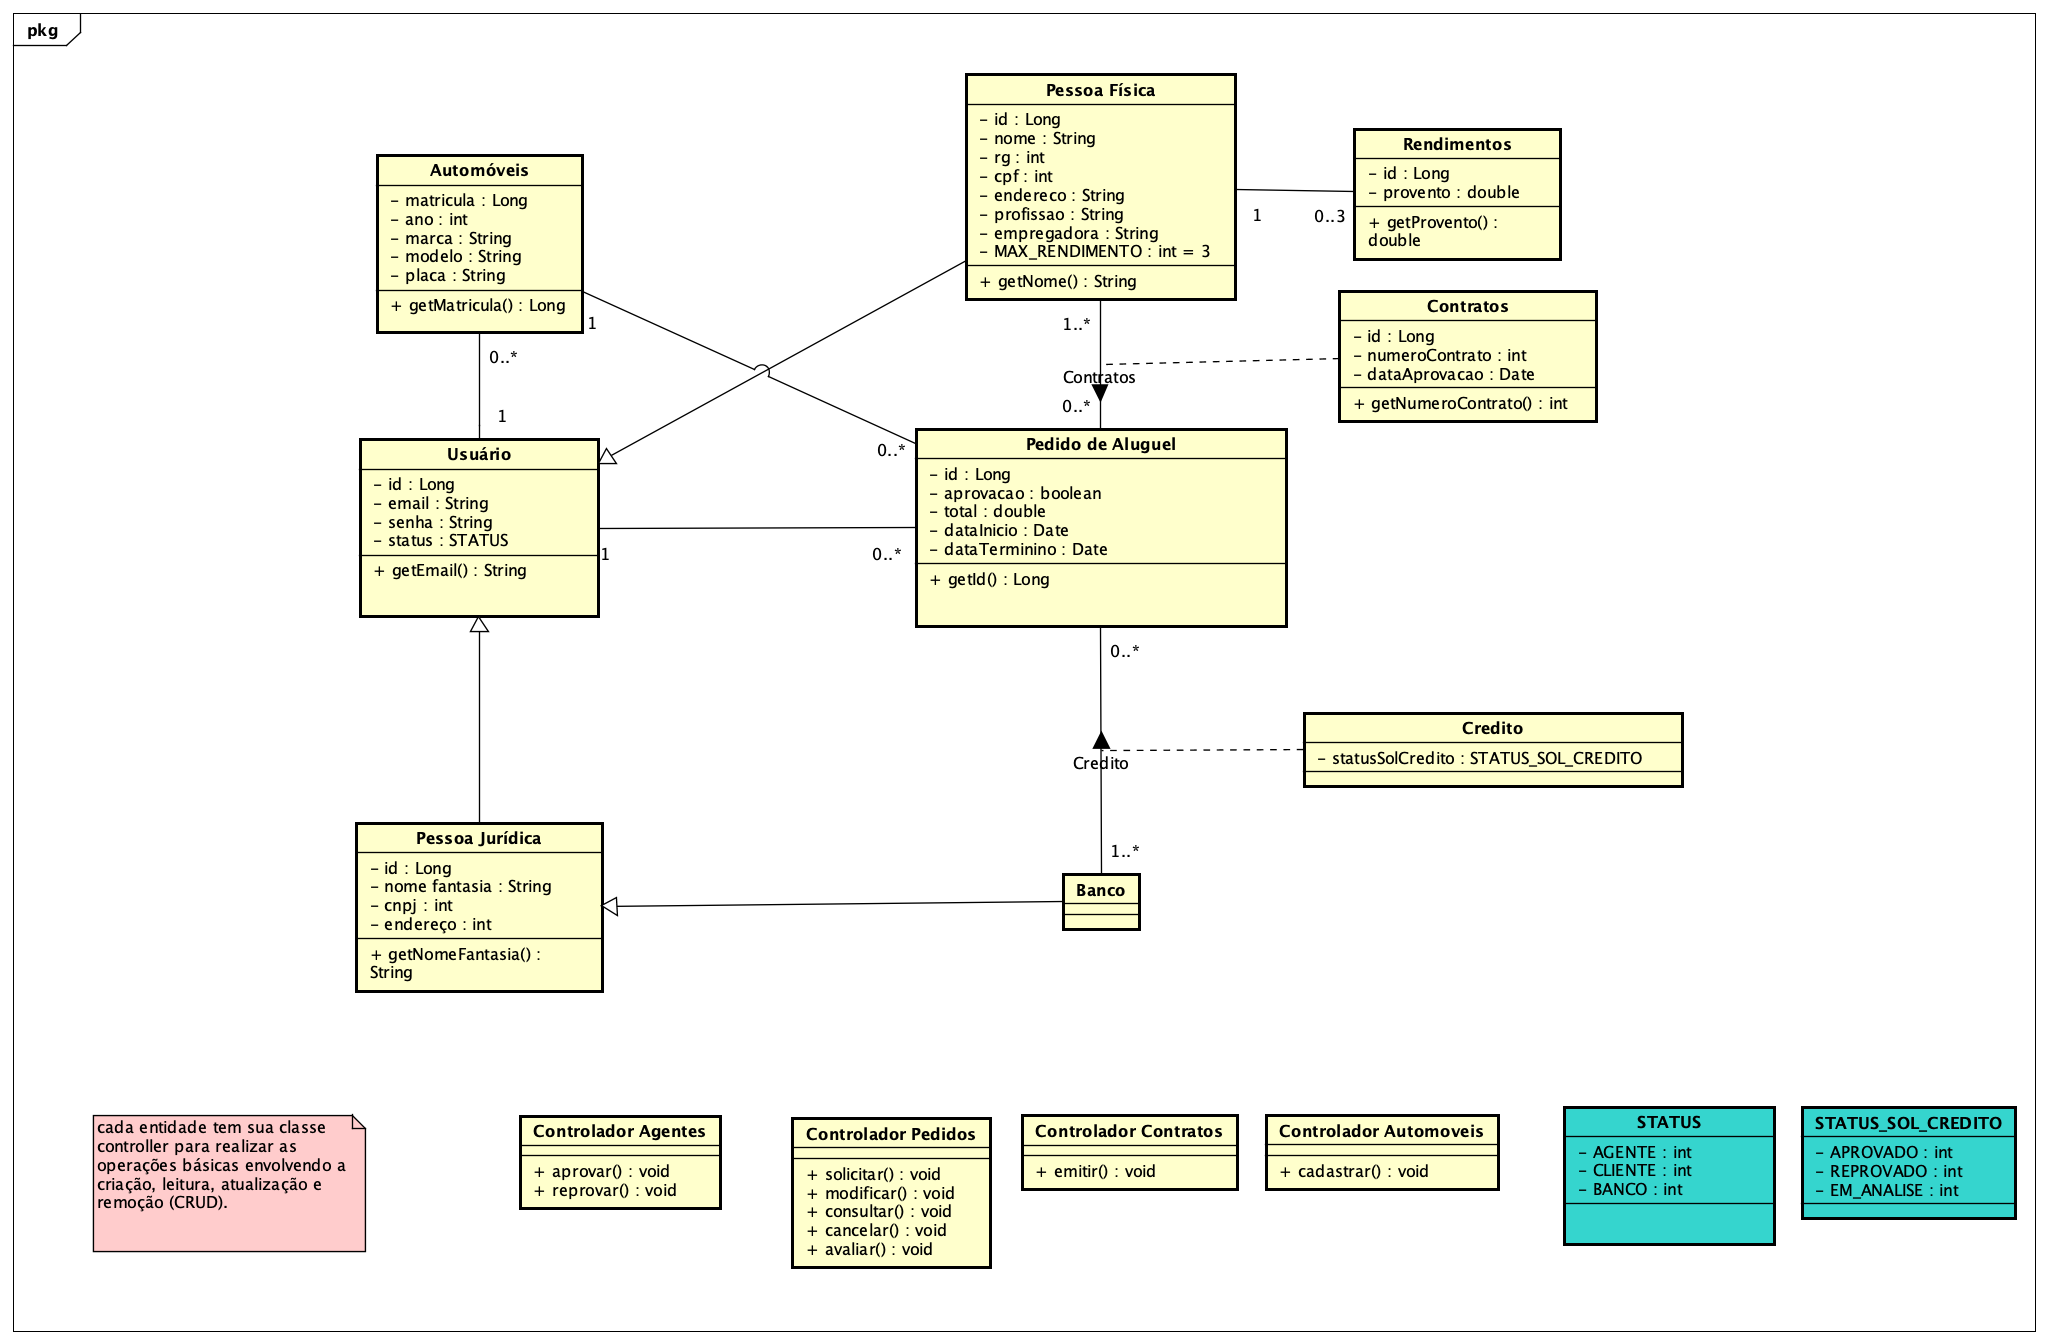 pkg
Pessoa Física
- id : Long
- nome : String
- rg : int
- cpf : int
- endereco : String
- profissao : String
- empregadora : String
- MAX_RENDIMENTO : int = 3
+ getNome() : String
Rendimentos
- id : Long
- provento : double
+ getProvento() :
double
1
0..3
Automóveis
- matricula : Long
- ano : int
- marca : String
- modelo : String
- placa : String
+ getMatricula() : Long
1
0..*
1
Contratos
- id : Long
- numeroContrato : int
- dataAprovacao : Date
+ getNumeroContrato() : int
1..*
Contratos
0..*
Usuário
- id : Long
- email : String
- senha : String
- status : STATUS
+ getEmail() : String
0..*
1
0..*
Pedido de Aluguel
- id : Long
- aprovacao : boolean
- total : double
- dataInicio : Date
- dataTerminino : Date
+ getId() : Long
0..*
Credito
1..*
Credito
- statusSolCredito : STATUS_SOL_CREDITO
Pessoa Jurídica
- id : Long
- nome fantasia : String
- cnpj : int
- endereço : int
+ getNomeFantasia() :
String
Banco
cada entidade tem sua classe
controller para realizar as
operações básicas envolvendo a
criação, leitura, atualização e
remoção (CRUD).
Controlador Agentes
+ aprovar() : void
+ reprovar() : void
Controlador Pedidos
+ solicitar() : void
+ modificar() : void
+ consultar() : void
+ cancelar() : void
+ avaliar() : void
Controlador Contratos
+ emitir() : void
Controlador Automoveis
+ cadastrar() : void
STATUS
- AGENTE : int
- CLIENTE : int
- BANCO : int
STATUS_SOL_CREDITO
- APROVADO : int
- REPROVADO : int
- EM_ANALISE : int